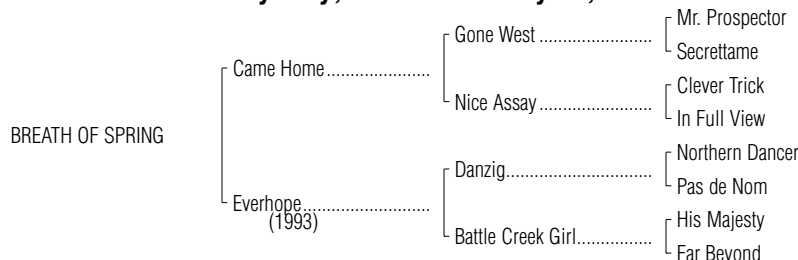 Mr. Prospector
Gone West
Secrettame
Came Home
Clever Trick
Nice Assay
In Full View
BREATH OF SPRING
Northern Dancer
Danzig
Pas de Nom
Everhope
(1993)
His Majesty
Battle Creek Girl
Far Beyond